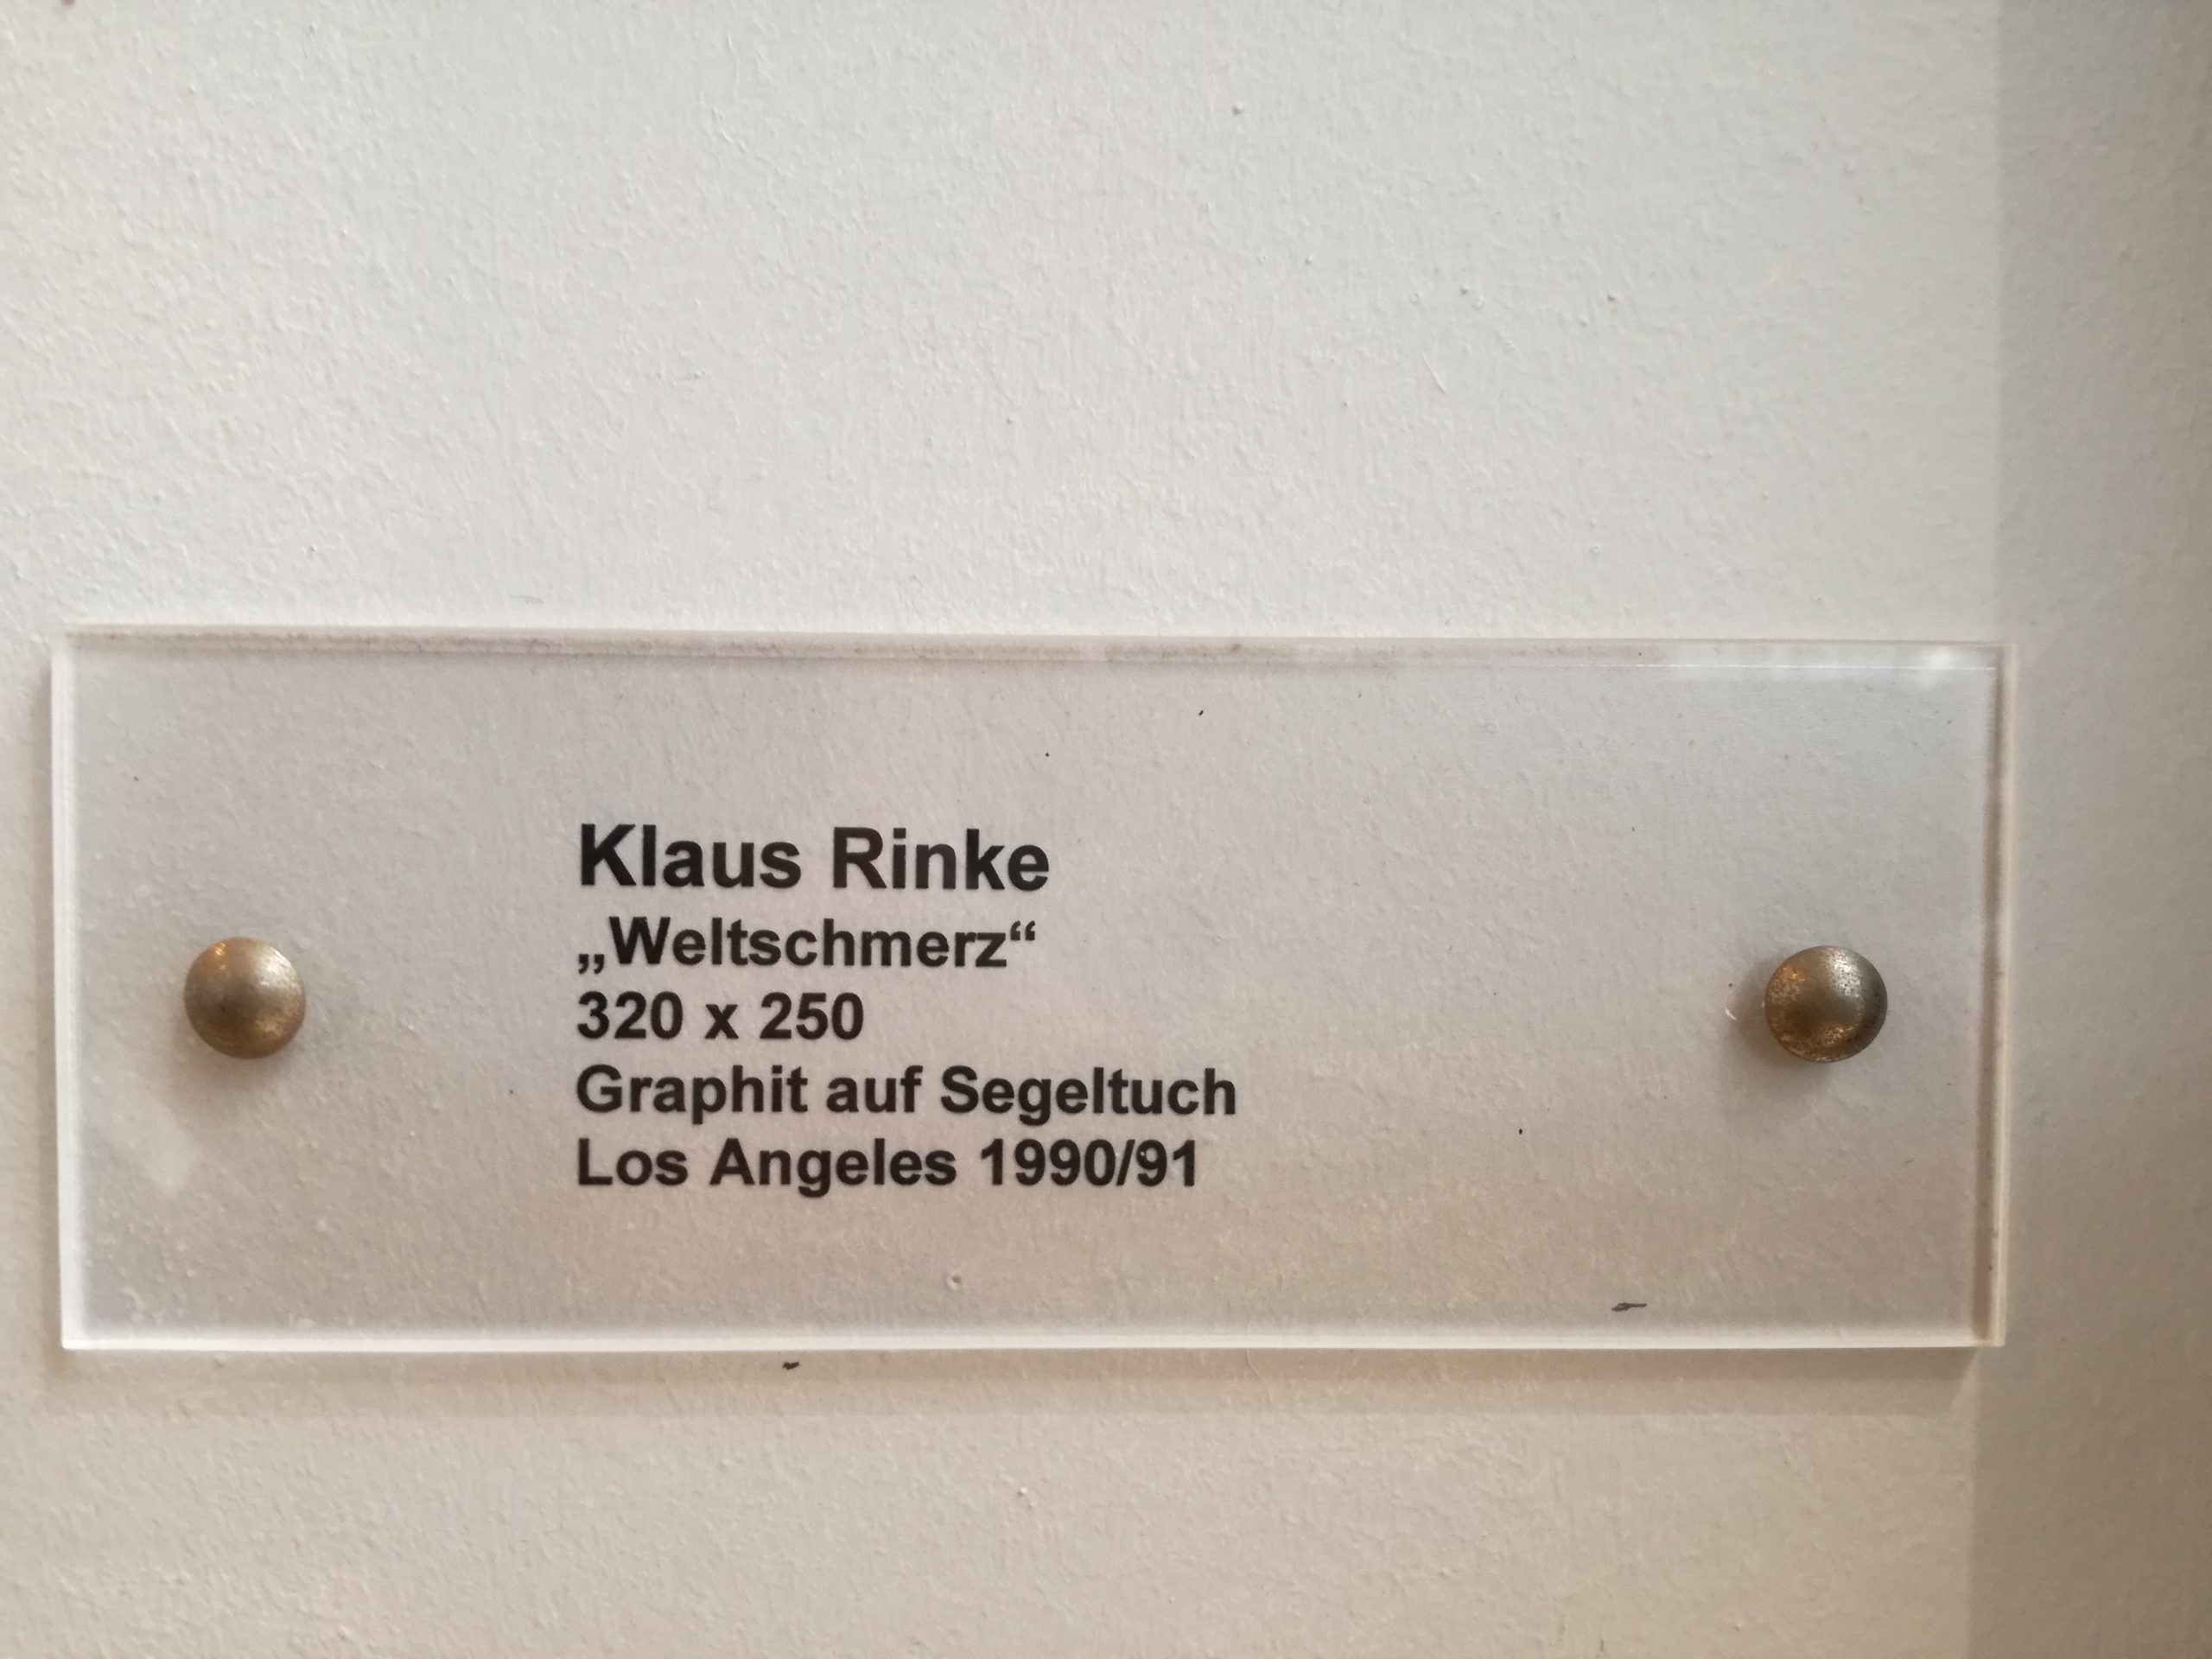 Klaus Rinke
„Weltschmerz“
320 x 250
Graphit auf Segeltuch
Los Angeles 1990/91